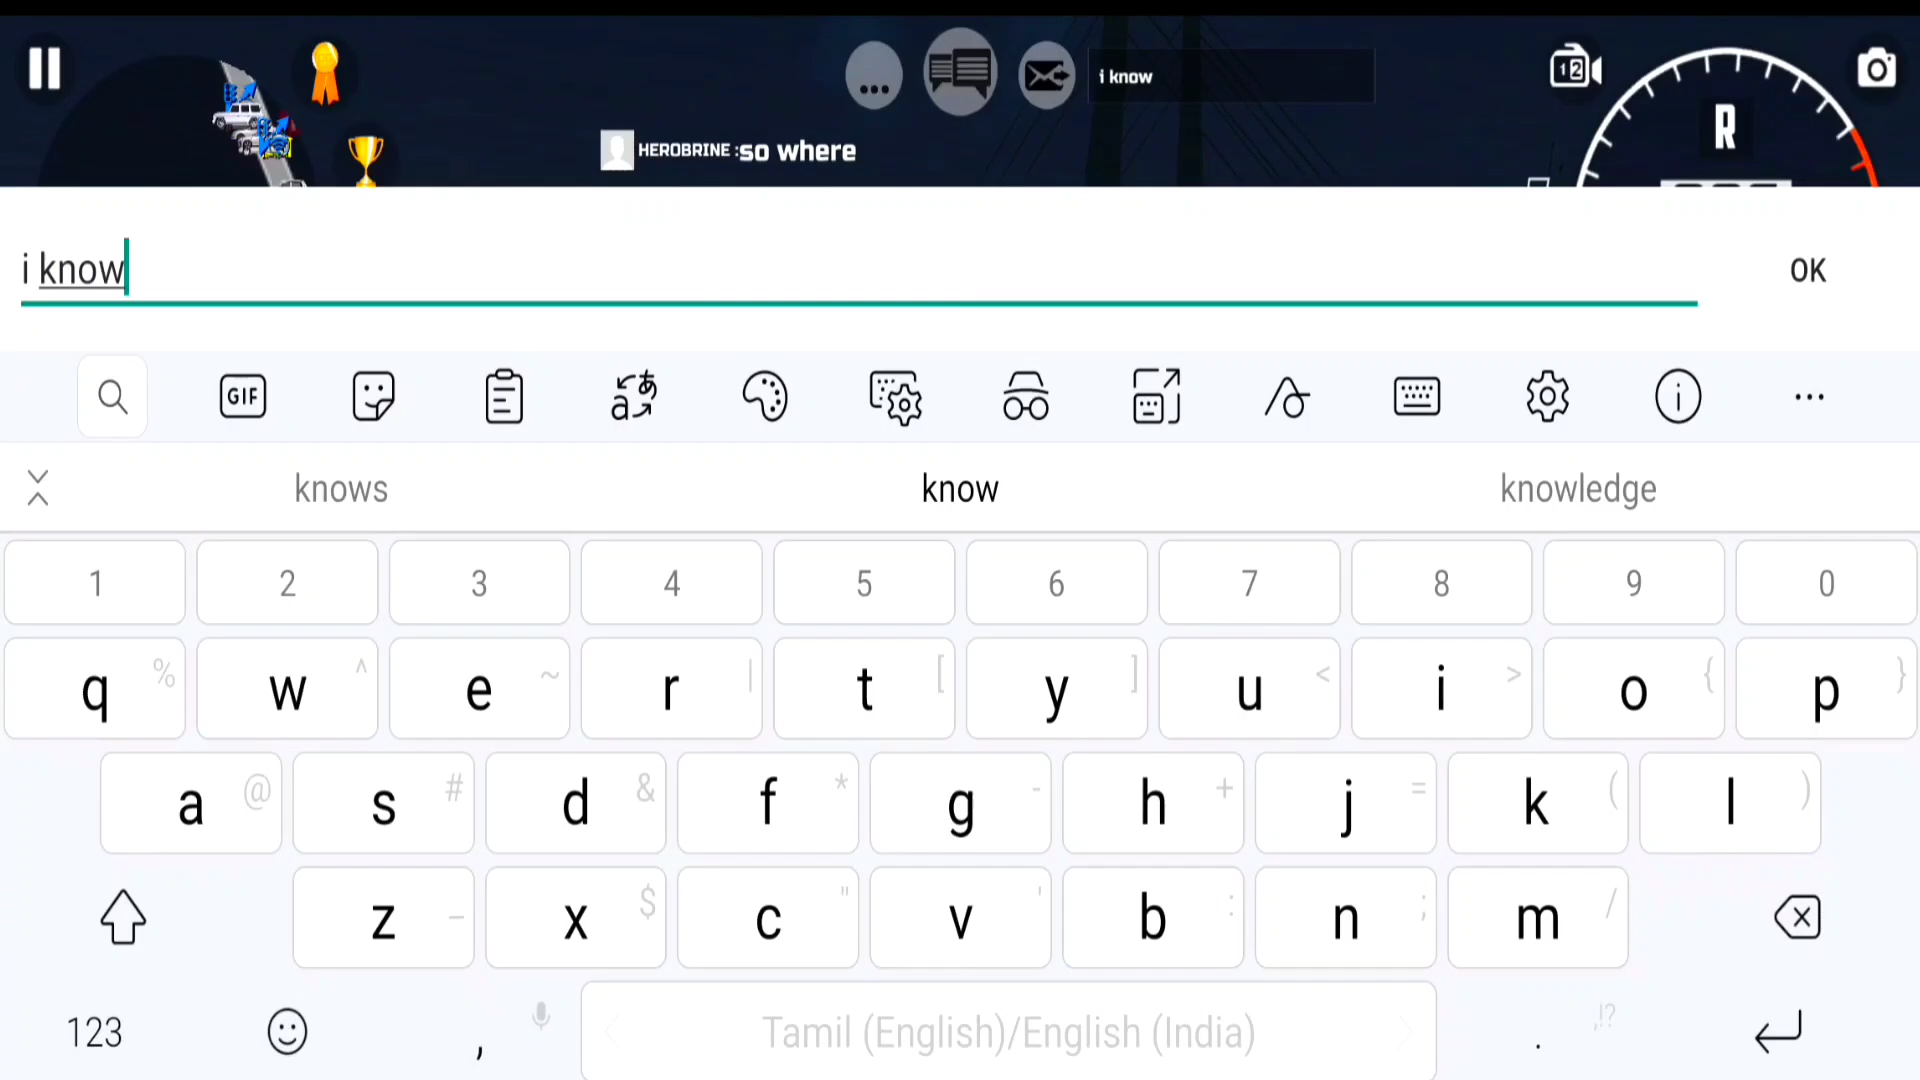 i know
HEROBRINE :so where
12
R
i know
OK
GIF
knows know knowledge
1 2 3 4 5 6 7 8 9 0
q % w ^ e ~ r | t [ y ] u < i > o { p }
a @ s # d & f * g - h + j = k ( l )
z _ x $ c " v ' b : n ; m /
123 , Tamil (English)/English (India) . ,!?